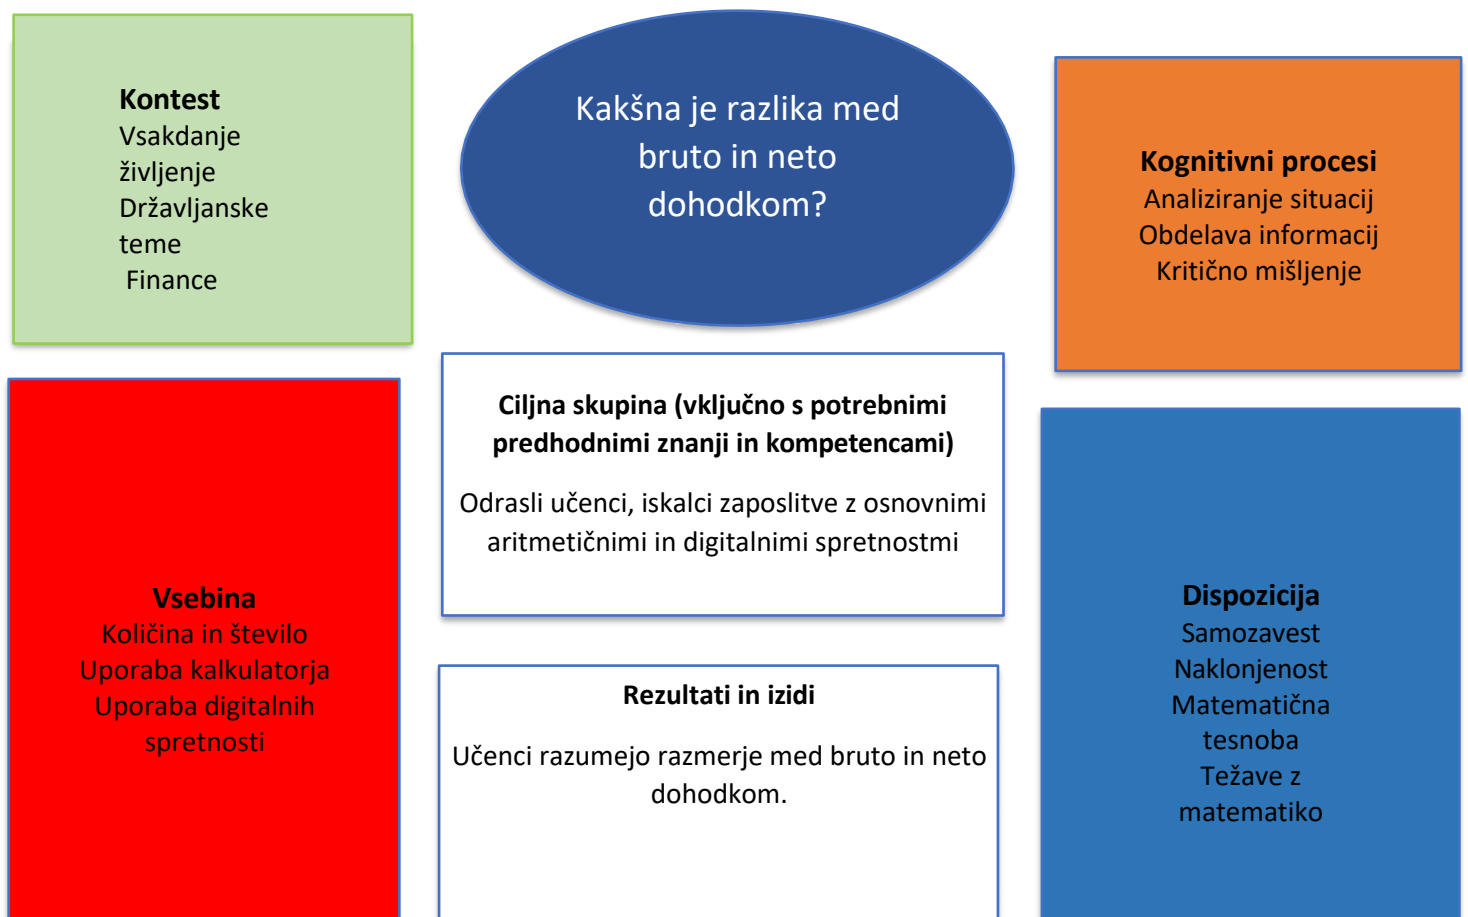 Kontest
Vsakdanje
življenje
Državljanske
teme
Finance
Kakšna je razlika med
bruto in neto
dohodkom?
Kognitivni procesi
Analiziranje situacij
Obdelava informacij
Kritično mišljenje
Vsebina
Količina in število
Uporaba kalkulatorja
Uporaba digitalnih
spretnosti
Ciljna skupina (vključno s potrebnimi
predhodnimi znanji in kompetencami)
Odrasli učenci, iskalci zaposlitve z osnovnimi
aritmetičnimi in digitalnimi spretnostmi
Rezultati in izidi
Učenci razumejo razmerje med bruto in neto
dohodkom.
Dispozicija
Samozavest
Naklonjenost
Matematična
tesnoba
Težave z
matematiko